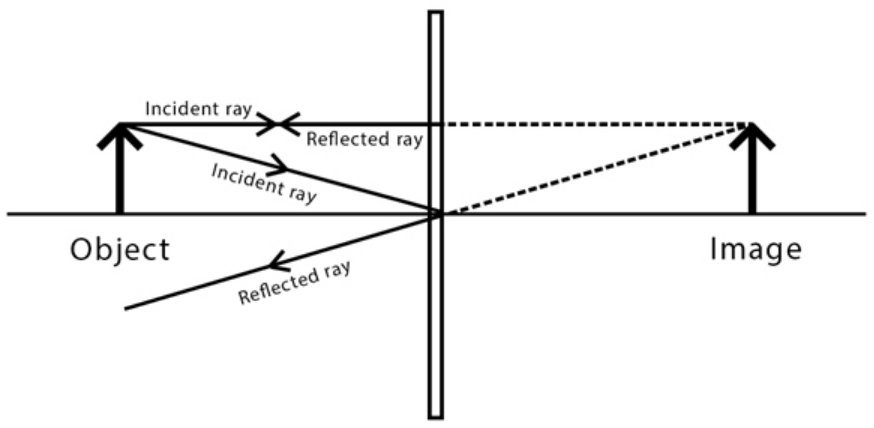 Incident ray
Reflected ray
Incident ray
Object
Image
Reflected ray